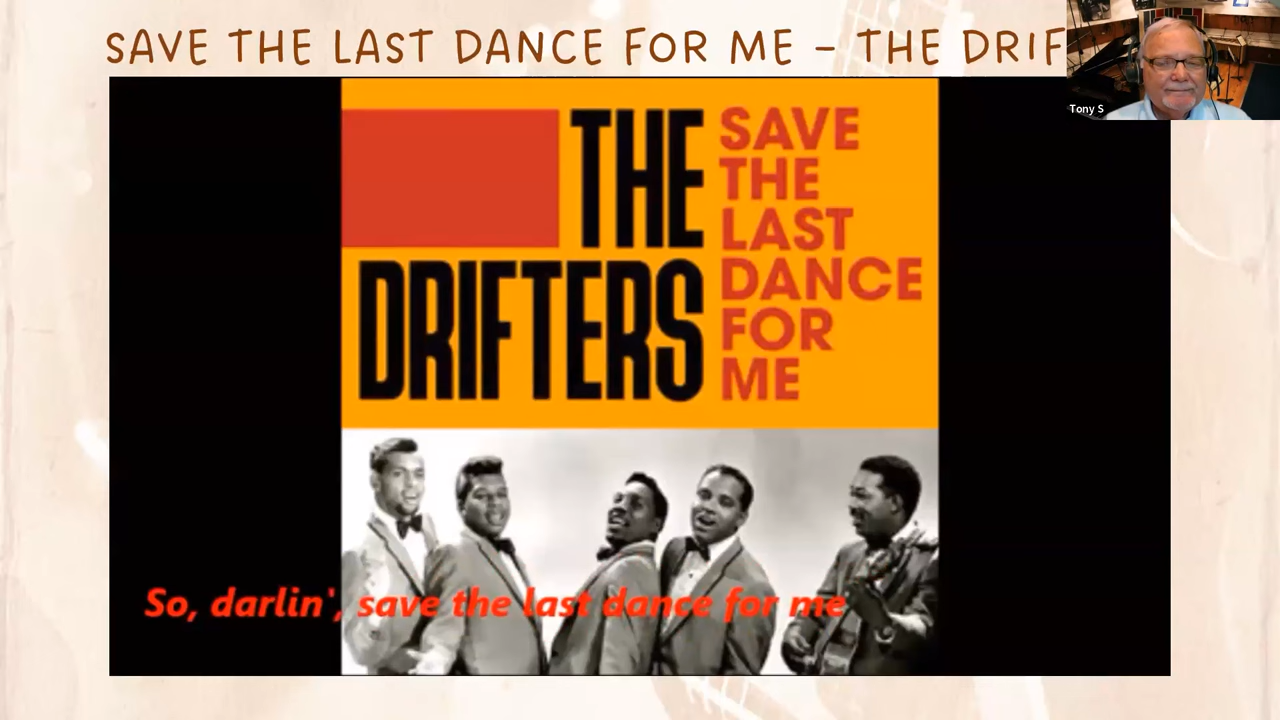 SAVE THE LAST DANCE FOR ME - THE DRIF
Tony S
THE
DRIFTERS
SAVE
THE
LAST
DANCE
FOR
ME
So, darlin', save the last dance for me